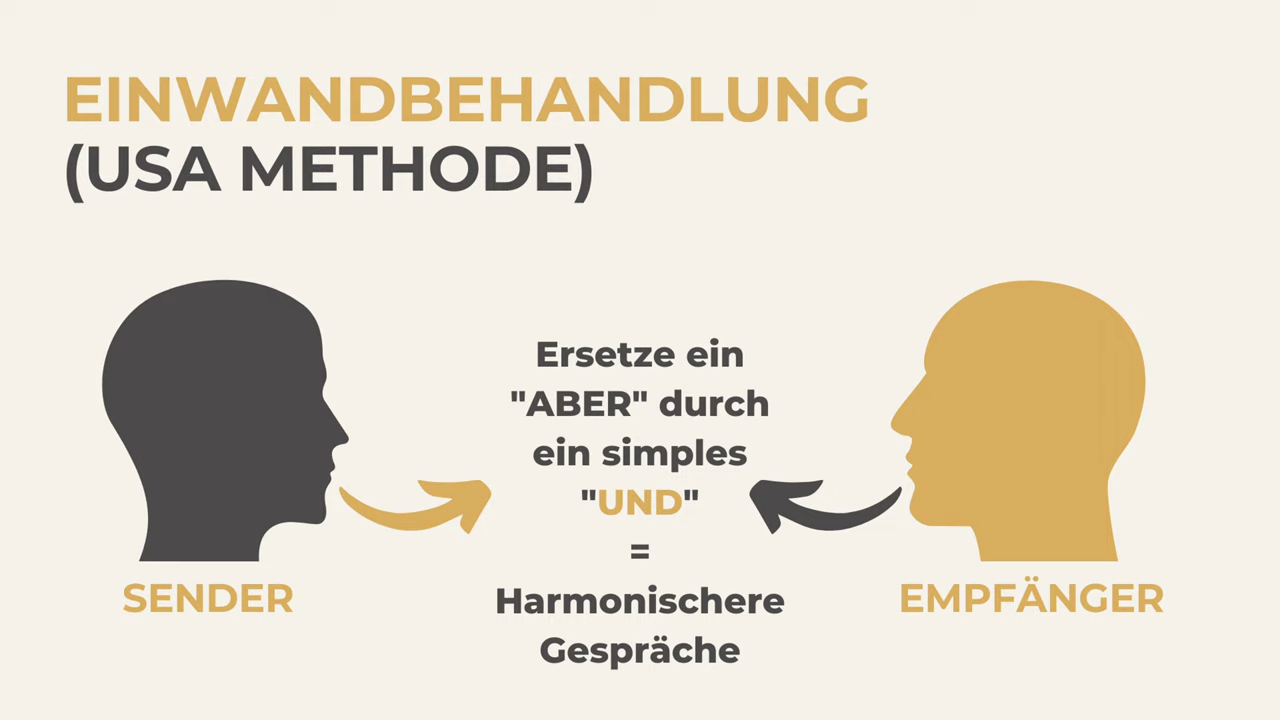 EINWANDBEHANDLUNG
(USA METHODE)
Ersetze ein
"ABER" durch
ein simples
"UND"
=
Harmonischere
Gespräche
SENDER
EMPFÄNGER